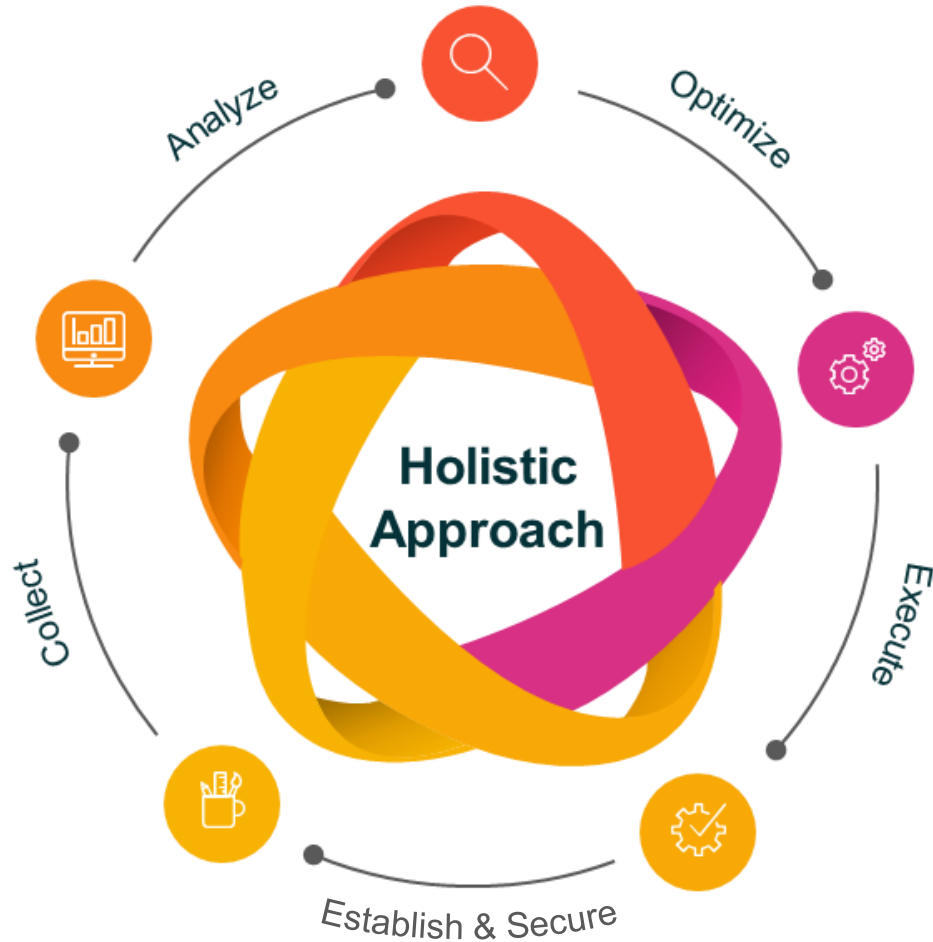 Analyze
Optimize
Holistic
Approach
Collect
Execute
Establish & Secure